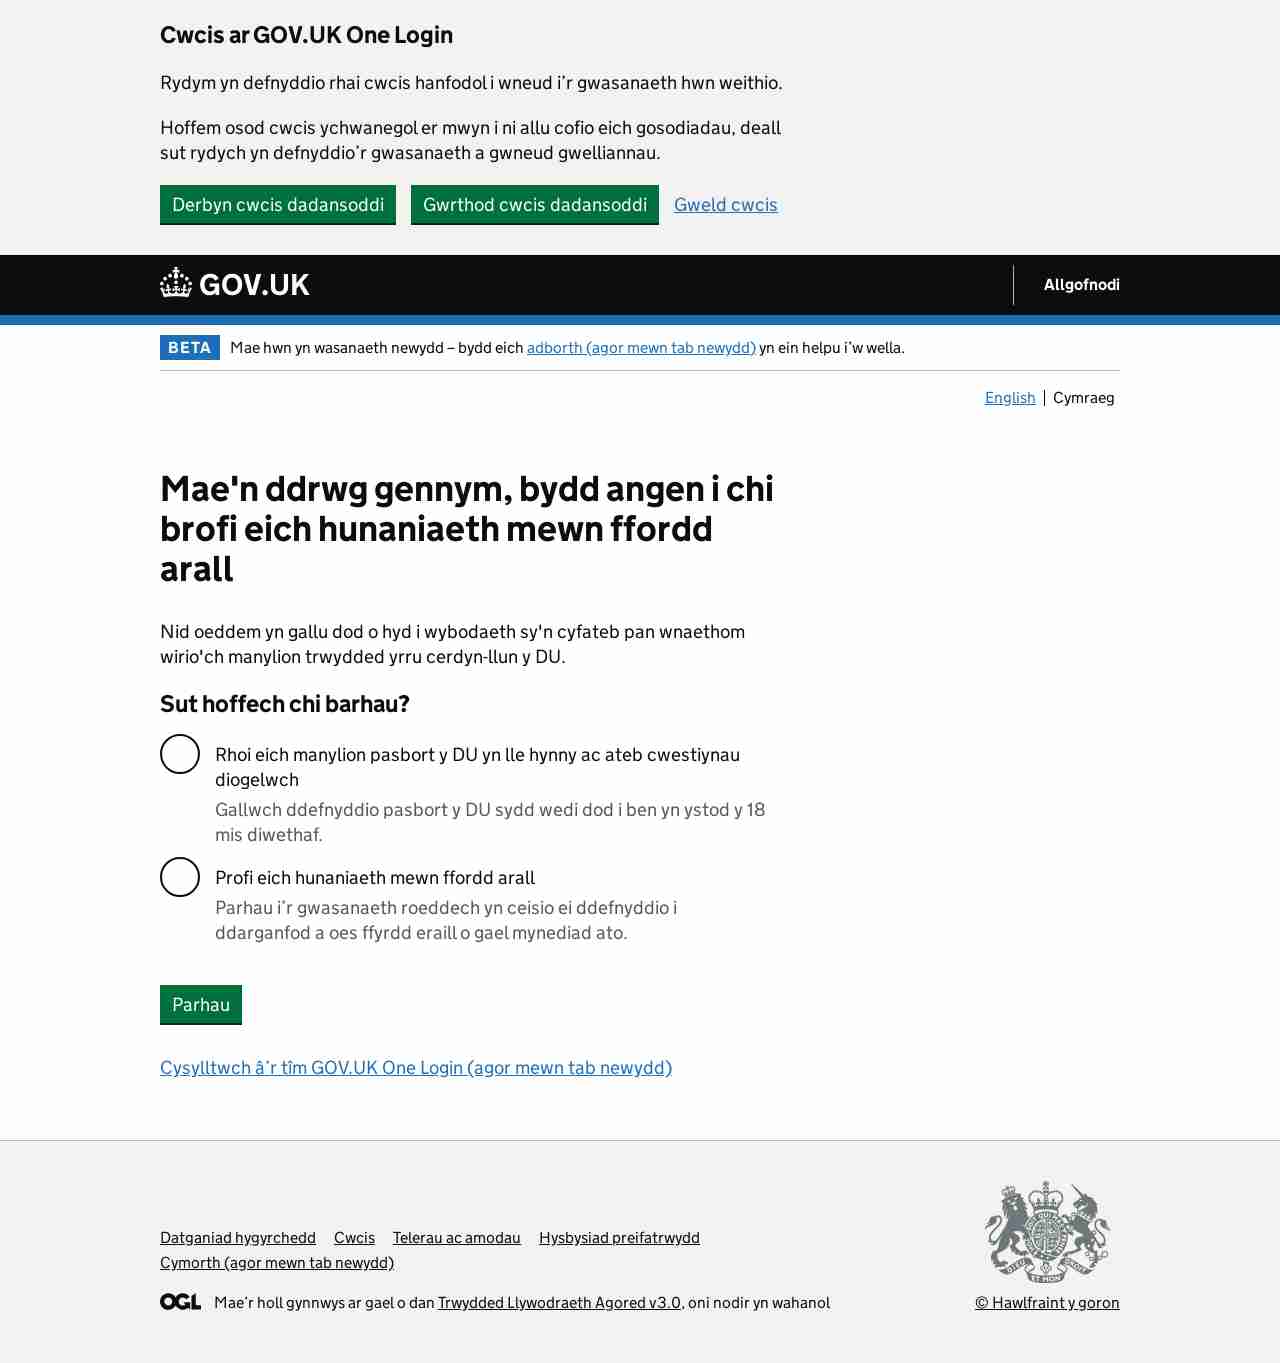 Cwcis ar GOV.UK One Login
Rydym yn defnyddio rhai cwcis hanfodol i wneud i’r gwasanaeth hwn weithio.
Hoffem osod cwcis ychwanegol er mwyn i ni allu cofio eich gosodiadau, deall
sut rydych yn defnyddio’r gwasanaeth a gwneud gwelliannau.
Derbyn cwcis dadansoddi Gwrthod cwcis dadansoddi Gweld cwcis
GOV.UK Allgofnodi
BETA Mae hwn yn wasanaeth newydd – bydd eich adborth (agor mewn tab newydd) yn ein helpu i’w wella.
English Cymraeg
Mae'n ddrwg gennym, bydd angen i chi
brofi eich hunaniaeth mewn ffordd
arall
Nid oeddem yn gallu dod o hyd i wybodaeth sy'n cyfateb pan wnaethom
wirio'ch manylion trwydded yrru cerdyn-llun y DU.
Sut hoffech chi barhau?
Rhoi eich manylion pasbort y DU yn lle hynny ac ateb cwestiynau
diogelwch
Gallwch ddefnyddio pasbort y DU sydd wedi dod i ben yn ystod y 18
mis diwethaf.
Profi eich hunaniaeth mewn ffordd arall
Parhau i’r gwasanaeth roeddech yn ceisio ei ddefnyddio i
ddarganfod a oes ffyrdd eraill o gael mynediad ato.
Parhau
Cysylltwch â’r tîm GOV.UK One Login (agor mewn tab newydd)
Datganiad hygyrchedd Cwcis Telerau ac amodau Hysbysiad preifatrwydd
Cymorth (agor mewn tab newydd)
OGL Mae’r holl gynnwys ar gael o dan Trwydded Llywodraeth Agored v3.0, oni nodir yn wahanol
DIEU ET MON DROIT
© Hawlfraint y goron